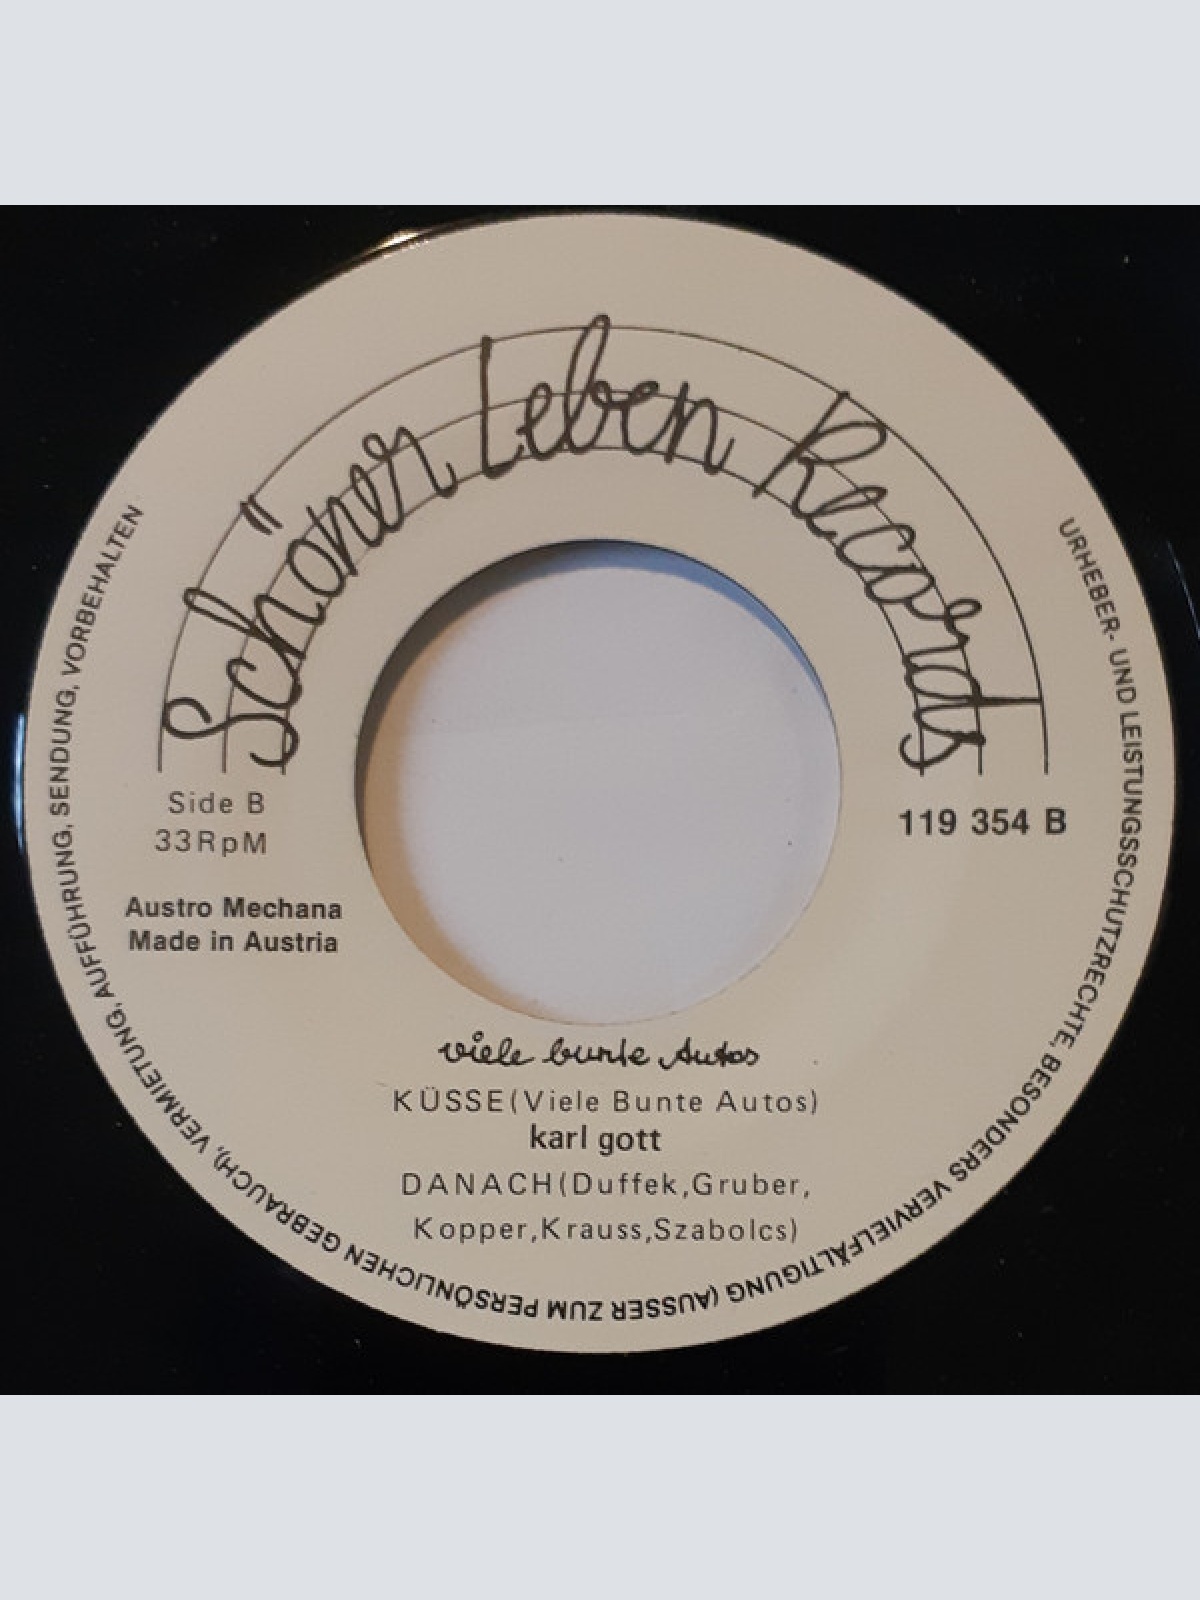 Schöner Leben Records
Side B
33RpM
119 354 B
Austro Mechana
Made in Austria
viele bunte Autos
KÜSSE(Viele Bunte Autos)
karl gott
DANACH(Duffek,Gruber,
Kopper,Krauss,Szabolcs)
URHEBER- UND LEISTUNGSSCHUTZRECHTE, BESONDERS VERVIELFÄLTIGUNG (AUSSER ZUM PERSÖNLICHEN GEBRAUCH), VERMIETUNG, AUFFÜHRUNG, SENDUNG, VORBEHALTEN